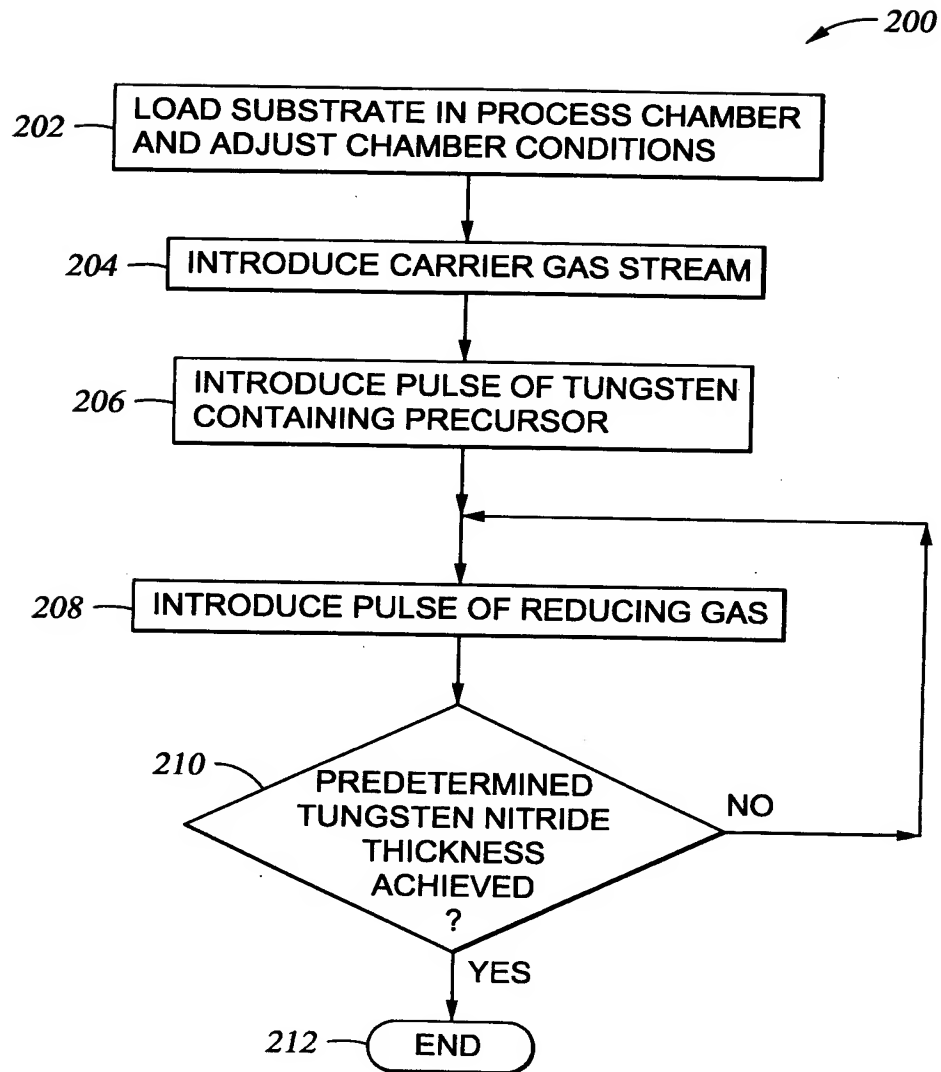 200
202
LOAD SUBSTRATE IN PROCESS CHAMBER
AND ADJUST CHAMBER CONDITIONS
204
INTRODUCE CARRIER GAS STREAM
206
INTRODUCE PULSE OF TUNGSTEN
CONTAINING PRECURSOR
208
INTRODUCE PULSE OF REDUCING GAS
210
PREDETERMINED
TUNGSTEN NITRIDE
THICKNESS
ACHIEVED
?
NO
YES
212
END